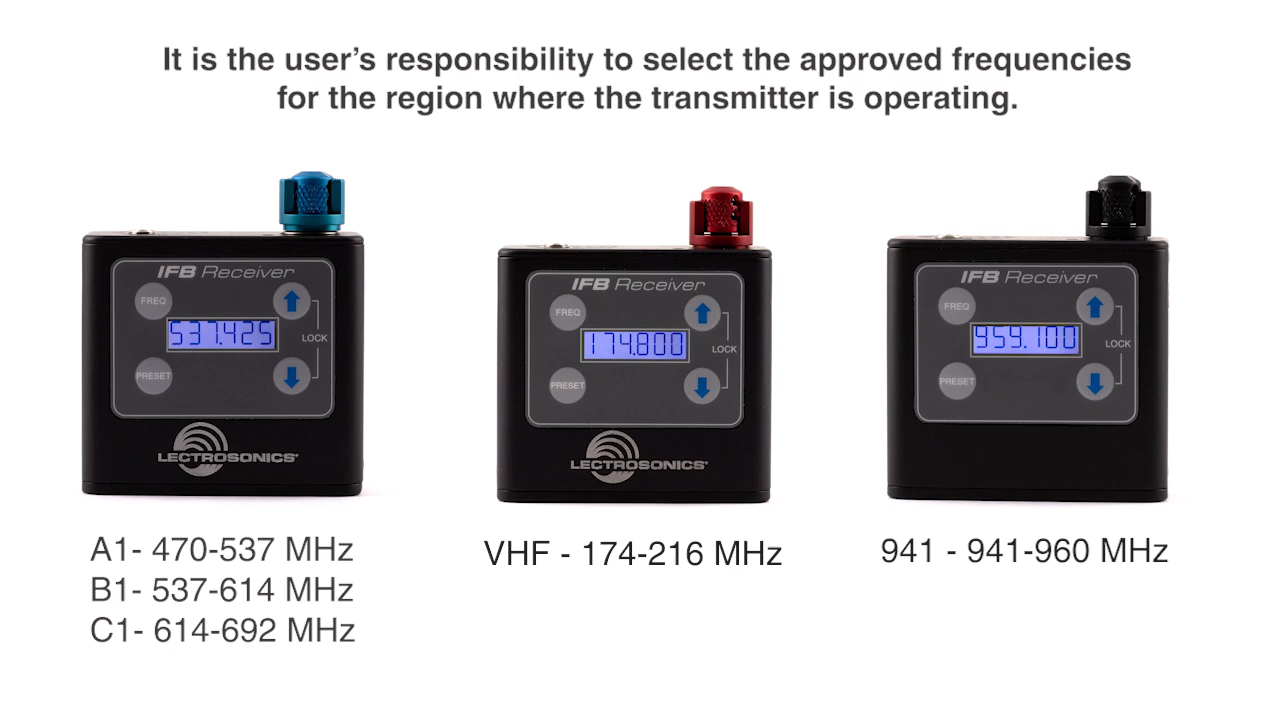 It is the user's responsibility to select the approved frequencies
for the region where the transmitter is operating.
IFB Receiver
FREQ
537.425
LOCK
PRESET
LECTROSONICS®
A1- 470-537 MHz
B1- 537-614 MHz
C1- 614-692 MHz
IFB Receiver
FREQ
174.800
LOCK
PRESET
LECTROSONICS®
VHF - 174-216 MHz
IFB Receiver
FREQ
959.100
LOCK
PRESET
941 - 941-960 MHz